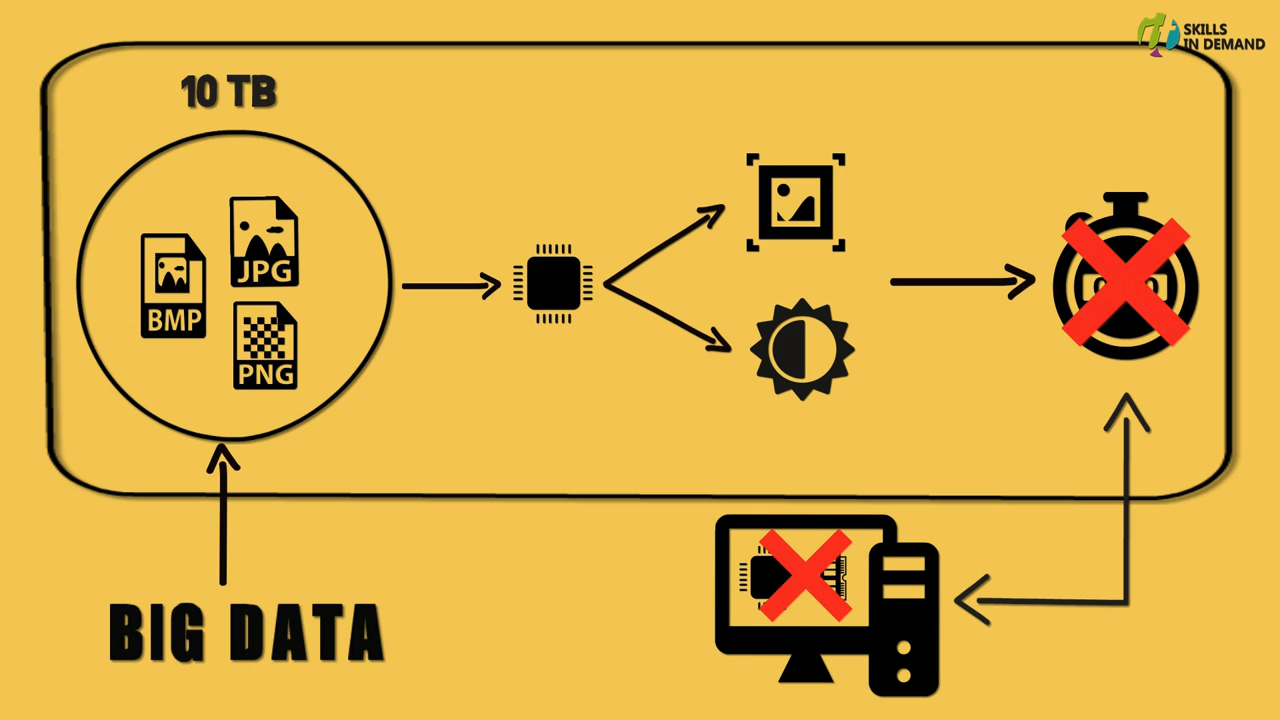 SKILLS
IN DEMAND
10 TB
JPG
BMP
PNG
BIG DATA